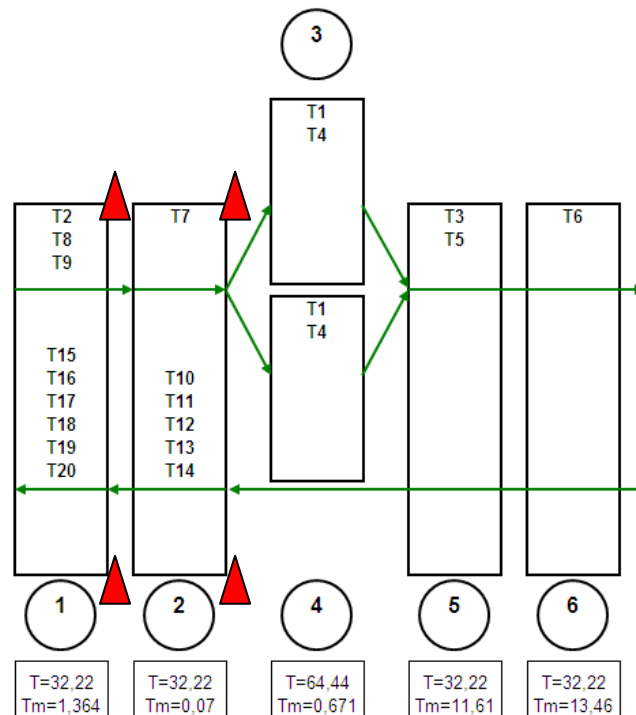 3
T1
T4
T2
T8
T9
T7
T3
T5
T6
T1
T4
T15
T16
T17
T18
T19
T20
T10
T11
T12
T13
T14
1
2
4
5
6
T=32,22
Tm=1,364
T=32,22
Tm=0,07
T=64,44
Tm=0,671
T=32,22
Tm=11,61
T=32,22
Tm=13,46